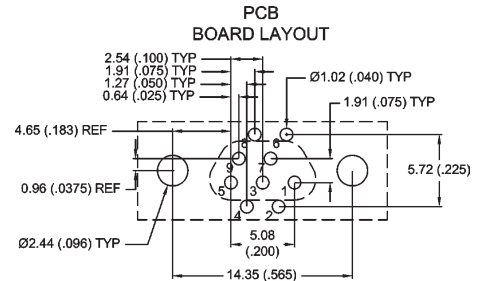 PCB
BOARD LAYOUT
2.54 (.100) TYP
1.91 (.075) TYP
1.27 (.050) TYP
0.64 (.025) TYP
Ø1.02 (.040) TYP
1.91 (.075) TYP
4.65 (.183) REF
8
6
9
7
5.72 (.225)
0.96 (.0375) REF
5
3
1
4
2
Ø2.44 (.096) TYP
5.08
(.200)
14.35 (.565)